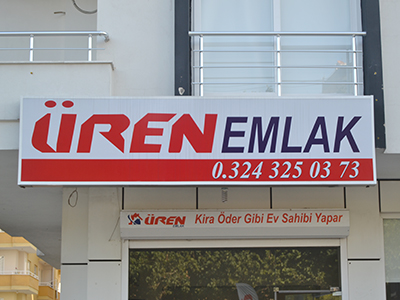 ÜREN EMLAK
0.324 325 03 73
ÜREN Kira Öder Gibi Ev Sahibi Yapar